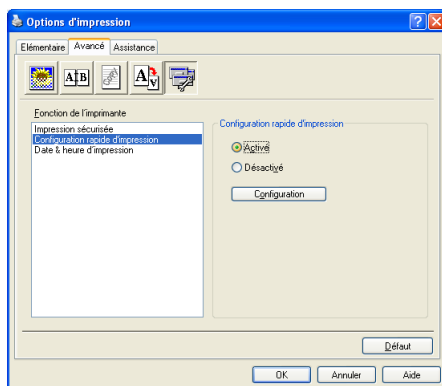 Options d'impression
Elémentaire Avancé Assistance
Fonction de l'imprimante
Impression sécurisée
Configuration rapide d'impression
Date & heure d'impression
Configuration rapide d'impression
Activé
Désactivé
Configuration
Défaut
OK Annuler Aide